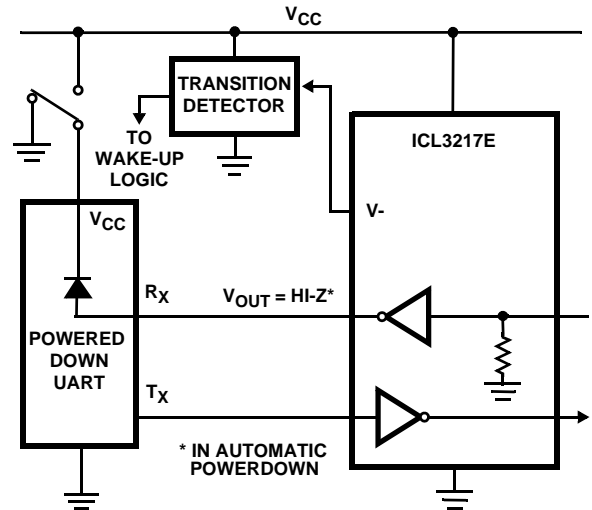 VCC
TRANSITION
DETECTOR
TO
WAKE-UP
LOGIC
ICL3217E
V-
VCC
RX
VOUT = HI-Z*
POWERED
DOWN
UART
TX
* IN AUTOMATIC
POWERDOWN